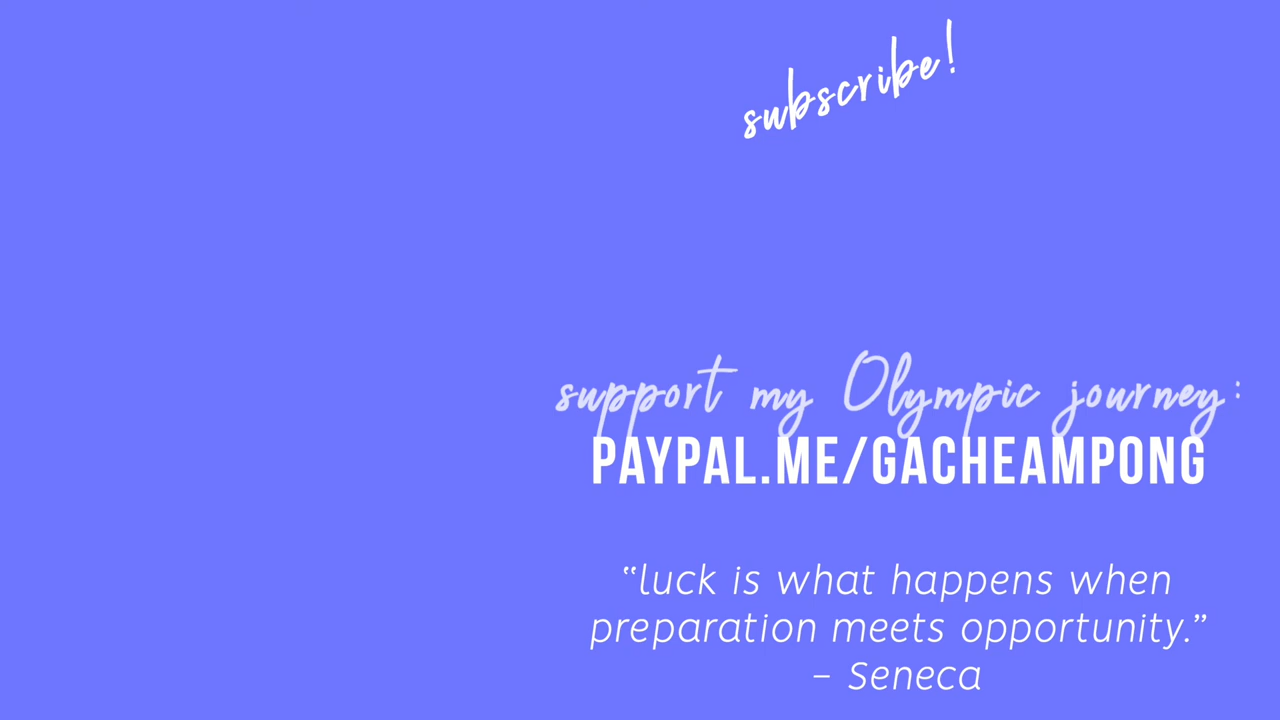 subscribe!
support my Olympic journey:
PAYPAL.ME/GACHEAMPONG
“luck is what happens when
preparation meets opportunity.”
- Seneca